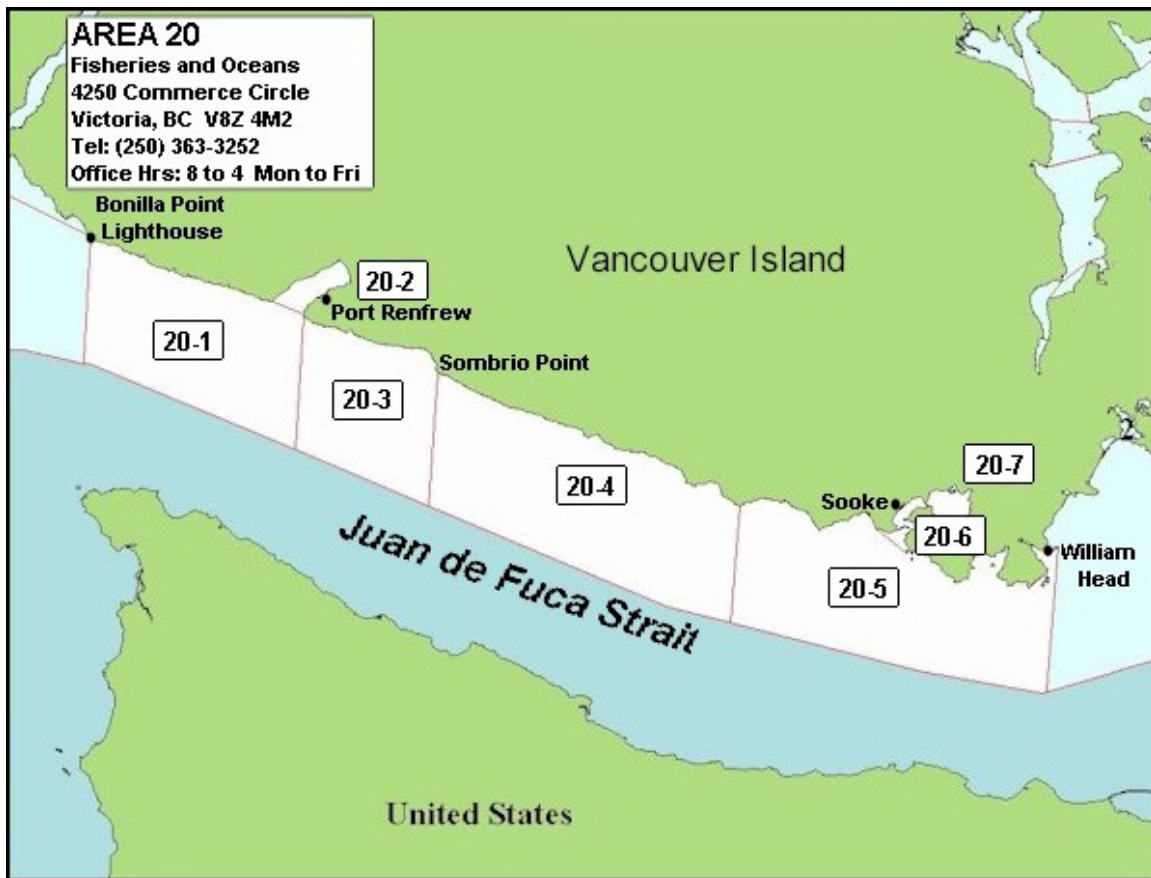 AREA 20
Fisheries and Oceans
4250 Commerce Circle
Victoria, BC  V8Z 4M2
Tel: (250) 363-3252
Office Hrs: 8 to 4  Mon to Fri
Bonilla Point
Lighthouse
Vancouver Island
20-2
Port Renfrew
20-1
Sombrio Point
20-3
2
20-7
20-4
Sooke
20-6
William
Head
20-5
Juan de Fuca Strait
United States